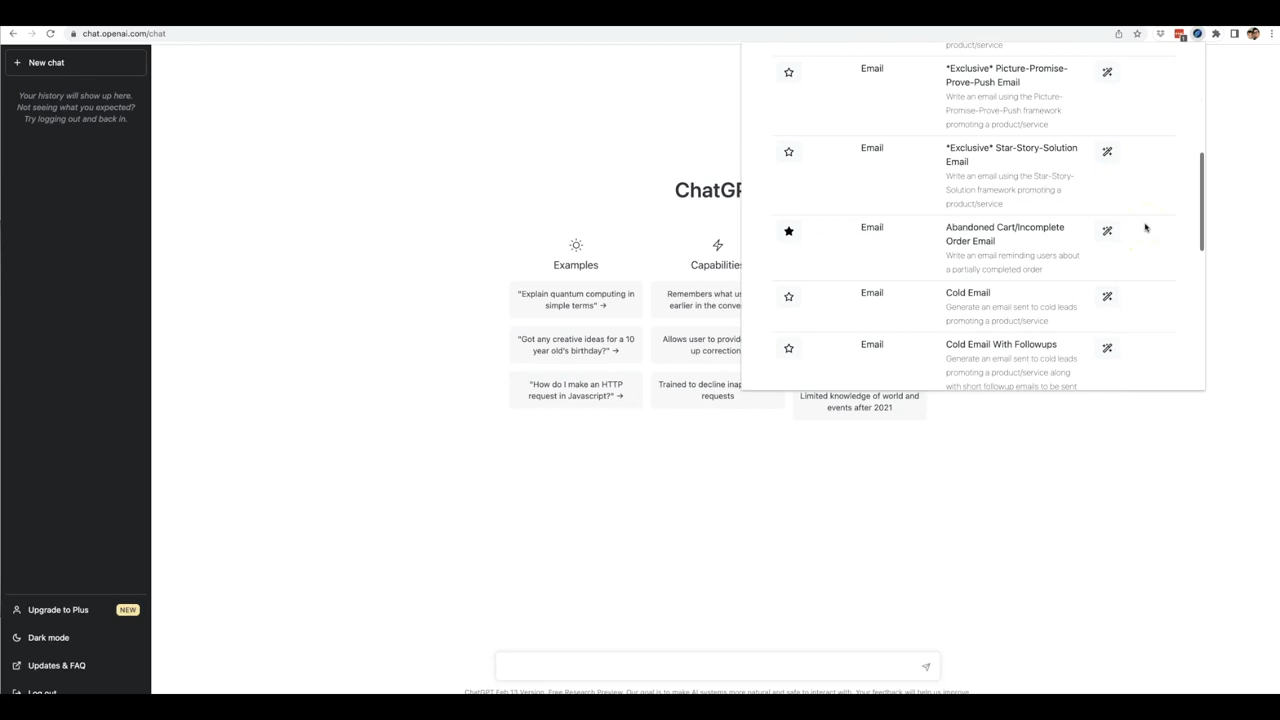 chat.openai.com/chat
New chat
Your history will show up here.
Not seeing what you expected?
Try logging out and back in.
Upgrade to Plus
NEW
Dark mode
Updates & FAQ
Log out
ChatGP
Examples
"Explain quantum computing in
simple terms" →
"Got any creative ideas for a 10
year old's birthday?" →
"How do I make an HTTP
request in Javascript?" →
Capabilities
Remembers what us
earlier in the conve
Allows user to provide
up correction
Trained to decline inap
requests
Limited knowledge of world and
events after 2021
product/service
Email
*Exclusive* Picture-Promise-
Prove-Push Email
Write an email using the Picture-
Promise-Prove-Push framework
promoting a product/service
Email
*Exclusive* Star-Story-Solution
Email
Write an email using the Star-Story-
Solution framework promoting a
product/service
Email
Abandoned Cart/Incomplete
Order Email
Write an email reminding users about
a partially completed order
Email
Cold Email
Generate an email sent to cold leads
promoting a product/service
Email
Cold Email With Followups
Generate an email sent to cold leads
promoting a product/service along
with short followup emails to be sent
ChatGPT Feb 13 Version. Free Research Preview. Our goal is to make AI systems more natural and safe to interact with. Your feedback will help us improve.